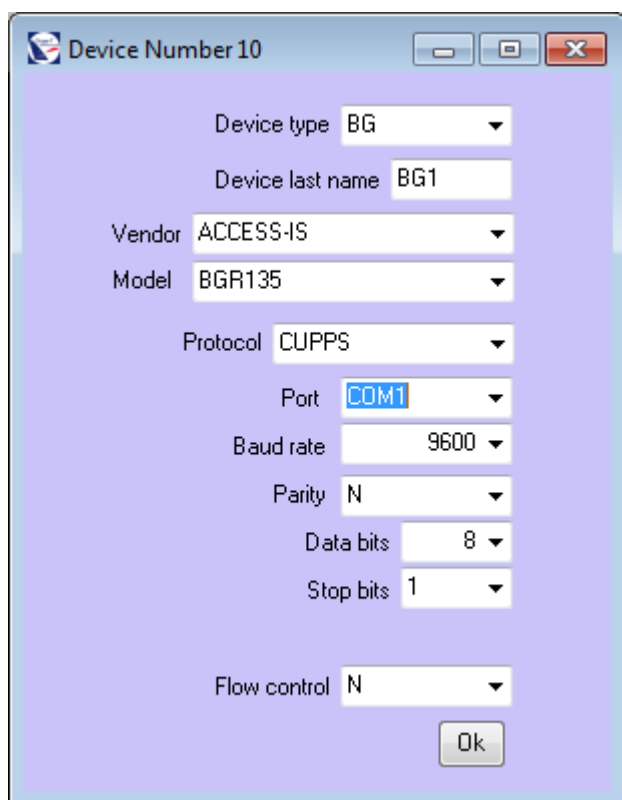 Device Number 10
Device type BG
Device last name BG1
Vendor ACCESS-IS
Model BGR135
Protocol CUPPS
Port COM1
Baud rate 9600
Parity N
Data bits 8
Stop bits 1
Flow control N
Ok